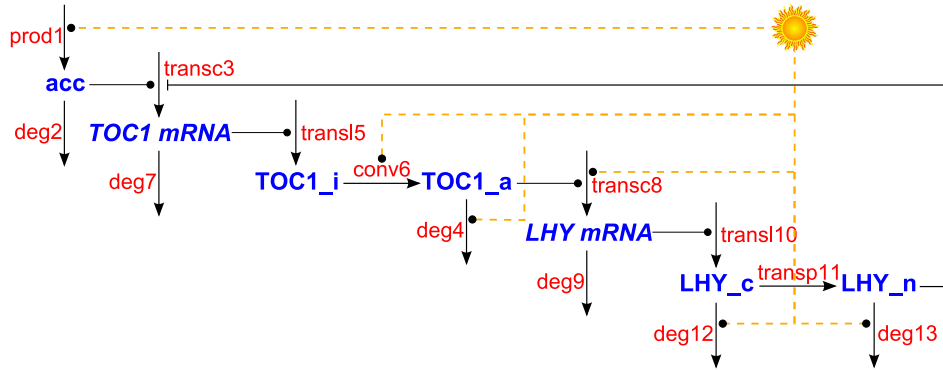 prod1
acc
transc3
deg2
TOC1 mRNA
transl5
deg7
conv6
TOC1_i
TOC1_a
transc8
deg4
LHY mRNA
transl10
deg9
transp11
LHY_c
LHY_n
deg12
deg13